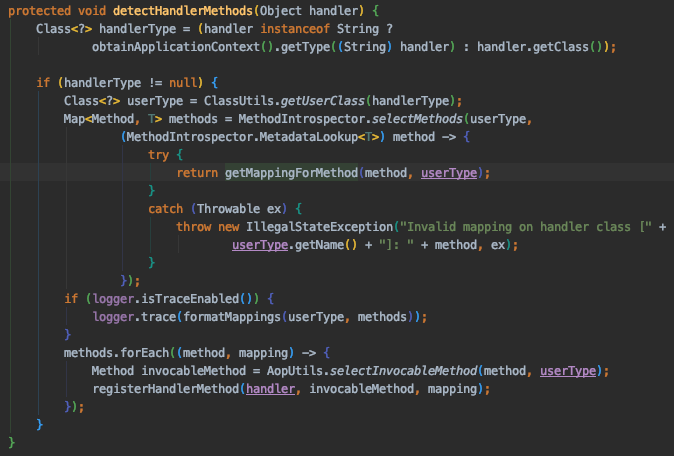 protected void detectHandlerMethods(Object handler) {
    Class<?> handlerType = (handler instanceof String ?
            obtainApplicationContext().getType((String) handler) : handler.getClass());
    if (handlerType != null) {
        Class<?> userType = ClassUtils.getUserClass(handlerType);
        Map<Method, T> methods = MethodIntrospector.selectMethods(userType,
                (MethodIntrospector.MetadataLookup<T>) method -> {
                    try {
                        return getMappingForMethod(method, userType);
                    }
                    catch (Throwable ex) {
                        throw new IllegalStateException("Invalid mapping on handler class [" +
                                userType.getName() + "]: " + method, ex);
                    }
                });
        if (logger.isTraceEnabled()) {
            logger.trace(formatMappings(userType, methods));
        }
        methods.forEach((method, mapping) -> {
            Method invocableMethod = AopUtils.selectInvocableMethod(method, userType);
            registerHandlerMethod(handler, invocableMethod, mapping);
        });
    }
}